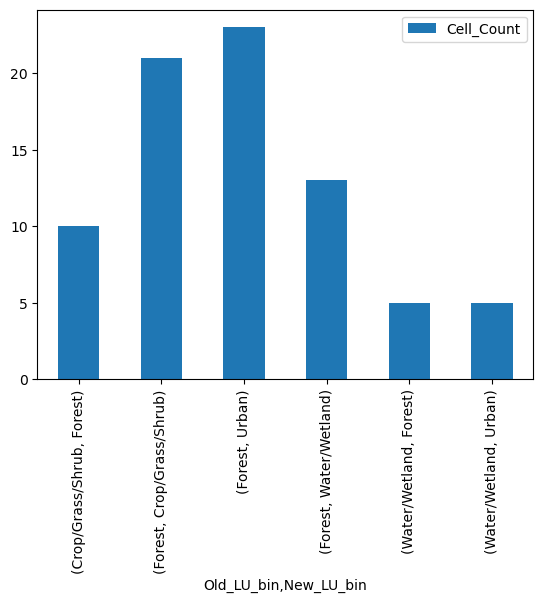 Cell_Count
20
15
10
5
0
(Crop/Grass/Shrub, Forest)
(Forest, Crop/Grass/Shrub)
(Forest, Urban)
(Forest, Water/Wetland)
(Water/Wetland, Forest)
(Water/Wetland, Urban)
Old_LU_bin,New_LU_bin